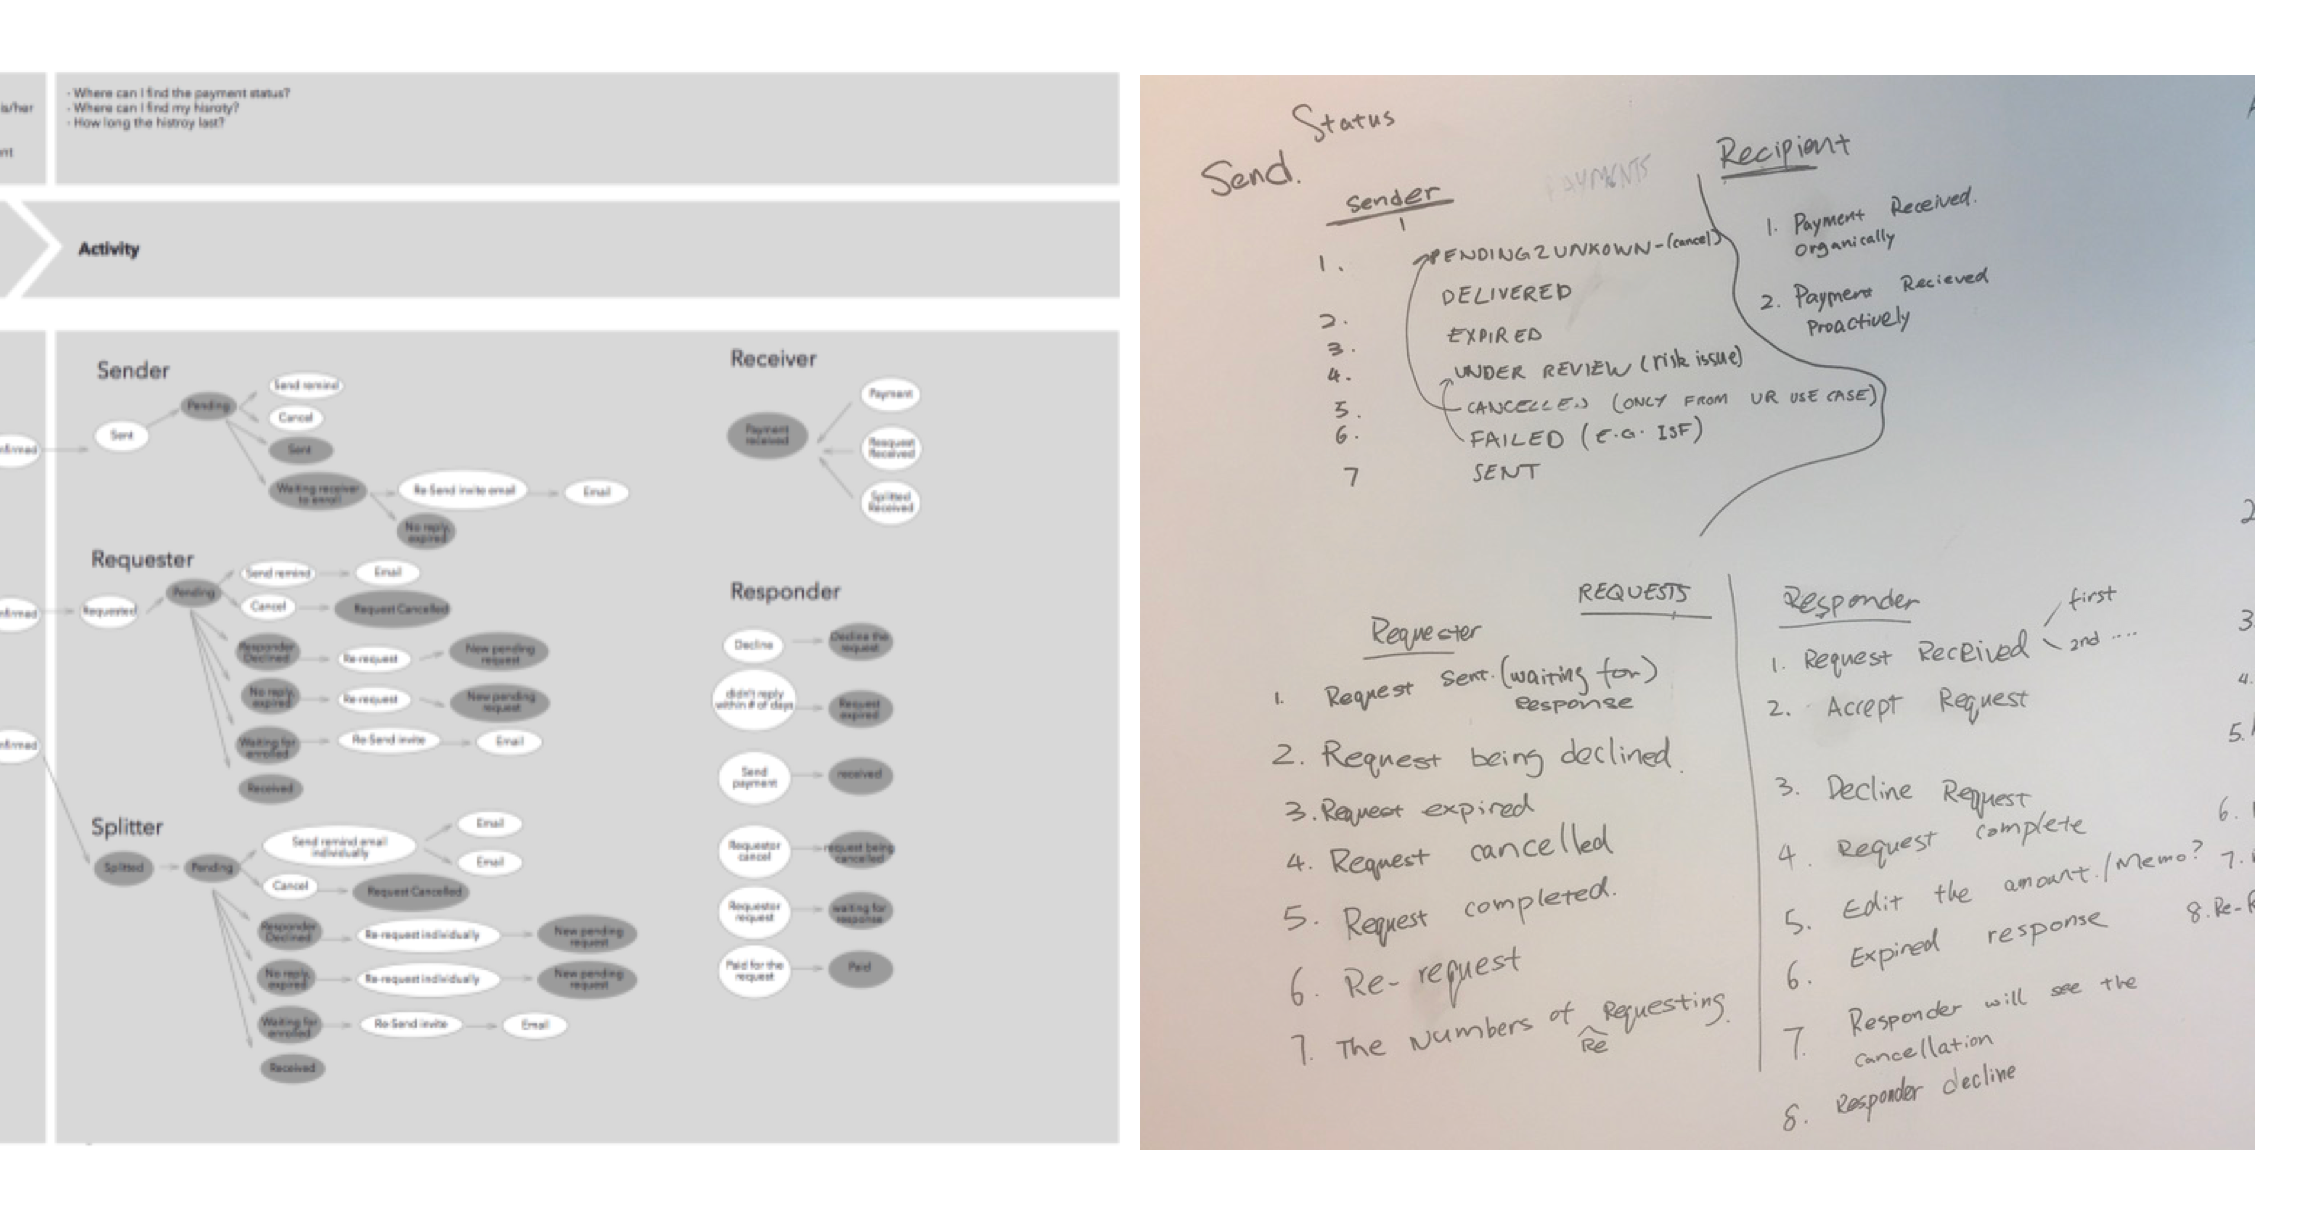 is/her
nt
- Where can I find the payment status?
- Where can I find my hisroty?
- How long the histroy last?
Activity
nfirmed
nfirmed
nfirmed
Sender
Sent
Pending
Send remind
Cancel
Sent
Waiting receiver
to enroll
Re-Send invite email
Email
No reply
expired
Requester
Requested
Pending
Send remind
Email
Cancel
Request Cancelled
Responder
Declined
Re-request
New pending
request
No reply
expired
Re-request
New pending
request
Waiting for
enrolled
Re-Send invite
Email
Received
Splitter
Splitted
Pending
Send remind email
individually
Email
Email
Cancel
Request Cancelled
Responder
Declined
Re-request individually
New pending
request
No reply
expired
Re-request individually
New pending
request
Waiting for
enrolled
Re-Send invite
Email
Received
Receiver
Payment
received
Payment
Received
Splitted
Received
Responder
Decline
Decline the
request
didn't reply
within # of days
Request
expired
Send
payment
received
Requestor
cancel
request being
cancelled
Requestor
request
waiting for
response
Paid for the
request
Paid
Status
Send.
PAYMENTS
Sender
1. PENDING 2 UNKOWN - (cancel)
DELIVERED
2.
EXPIRED
3.
UNDER REVIEW (risk issue)
4.
CANCELLED (ONLY FROM UR USE CASE)
5.
6. FAILED (E.G. ISF)
7 SENT
Recipient
1. Payment Received.
organically
2. Payment Recieved
Proactively
REQUESTS
Requester
1. Request sent. (waiting for)
response
2. Request being declined.
3. Request expired
4. Request cancelled
5. Request completed.
6. Re-request
7. The Numbers of Requesting
Re
Responder
first
2nd ....
1. Request Received
2. Accept Request
3. Decline Request
4. Request complete
5. Edit the amount./Memo?
6. Expired response
7. Responder will see the
cancellation
8. Responder decline
2
3.
4.
5.
6.
7.
8. Re-